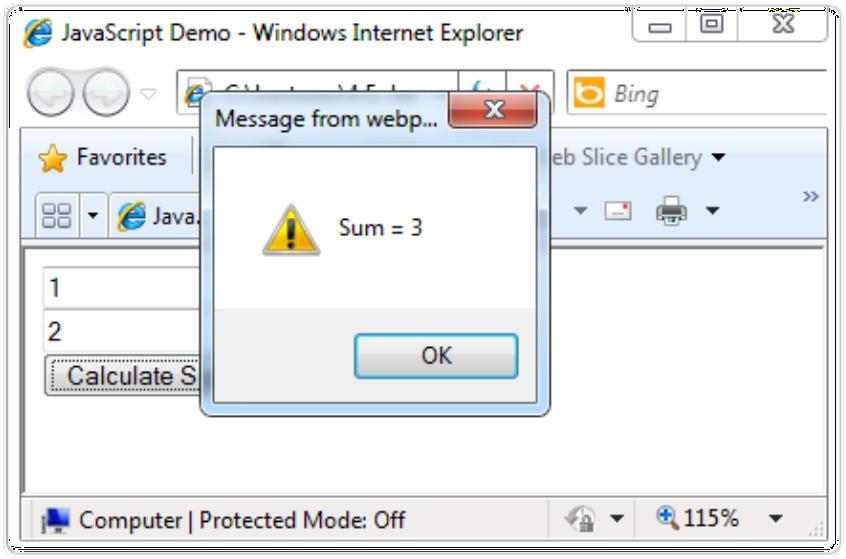 JavaScript Demo - Windows Internet Explorer
Bing
Message from webp...
Favorites
eb Slice Gallery
Java.
Sum = 3
1
2
OK
Calculate S
Computer | Protected Mode: Off
115%